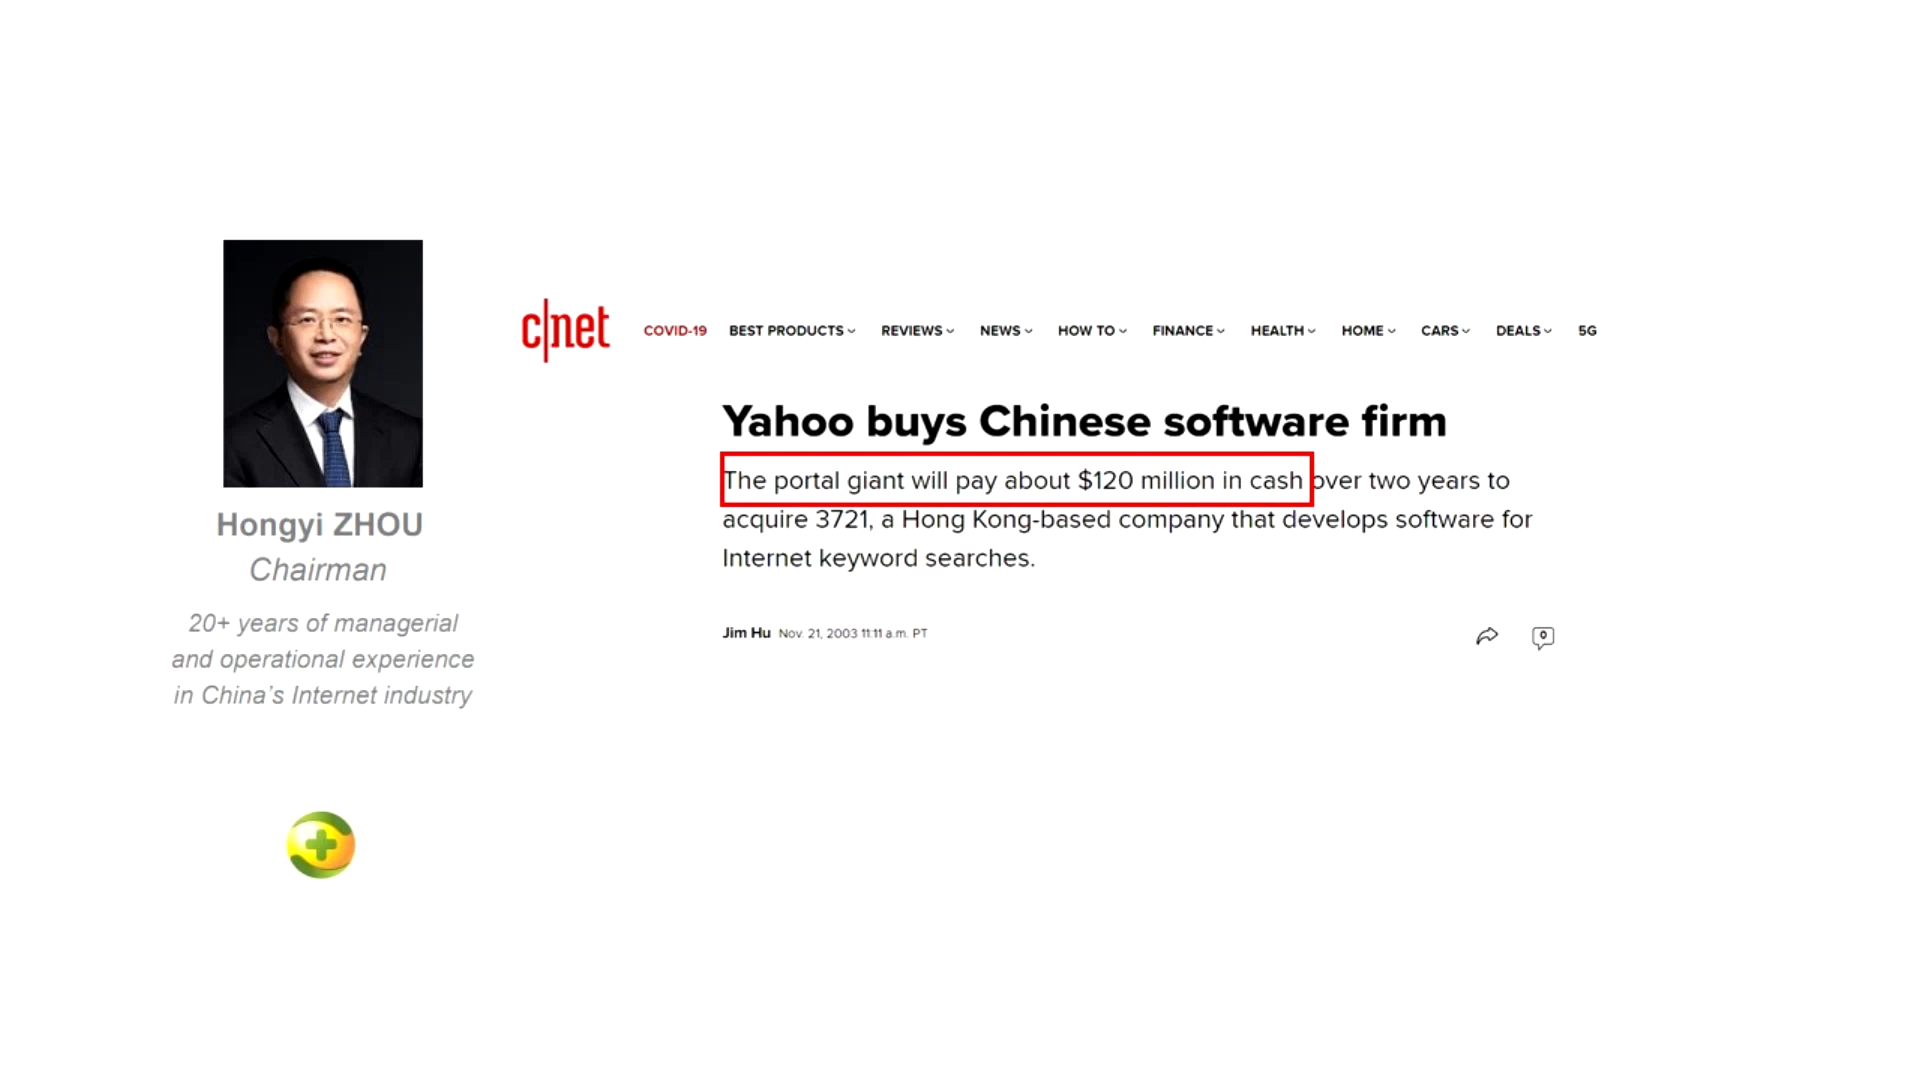 c|net
COVID-19 BEST PRODUCTS REVIEWS NEWS HOW TO FINANCE HEALTH HOME CARS DEALS 5G
Yahoo buys Chinese software firm
The portal giant will pay about $120 million in cash over two years to
acquire 3721, a Hong Kong-based company that develops software for
Internet keyword searches.
Jim Hu Nov. 21, 2003 11:11 a.m. PT
0
Hongyi ZHOU
Chairman
20+ years of managerial
and operational experience
in China's Internet industry